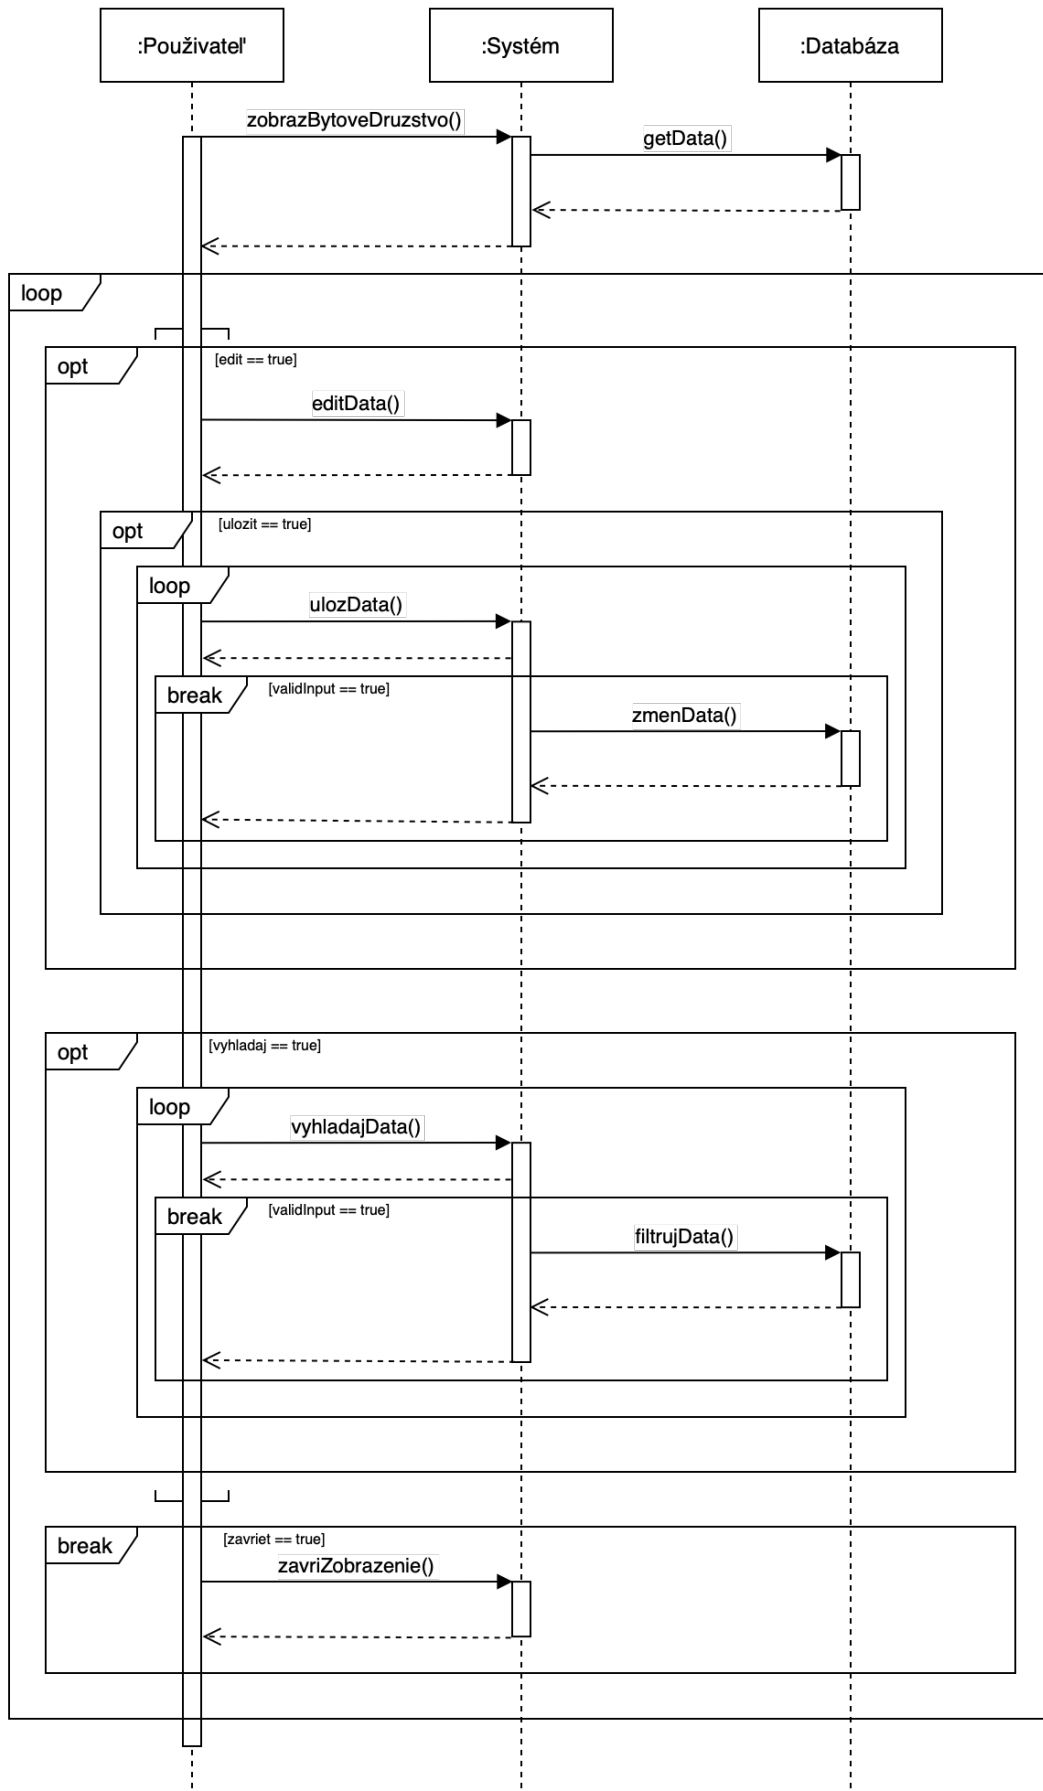 :Používateľ
:Systém
:Databáza
zobrazBytoveDruzstvo()
getData()
loop
opt
[edit == true]
editData()
opt
[ulozit == true]
loop
ulozData()
break
[validInput == true]
zmenData()
opt
[vyhladaj == true]
loop
vyhladajData()
break
[validInput == true]
filtrujData()
break
[zavriet == true]
zavriZobrazenie()